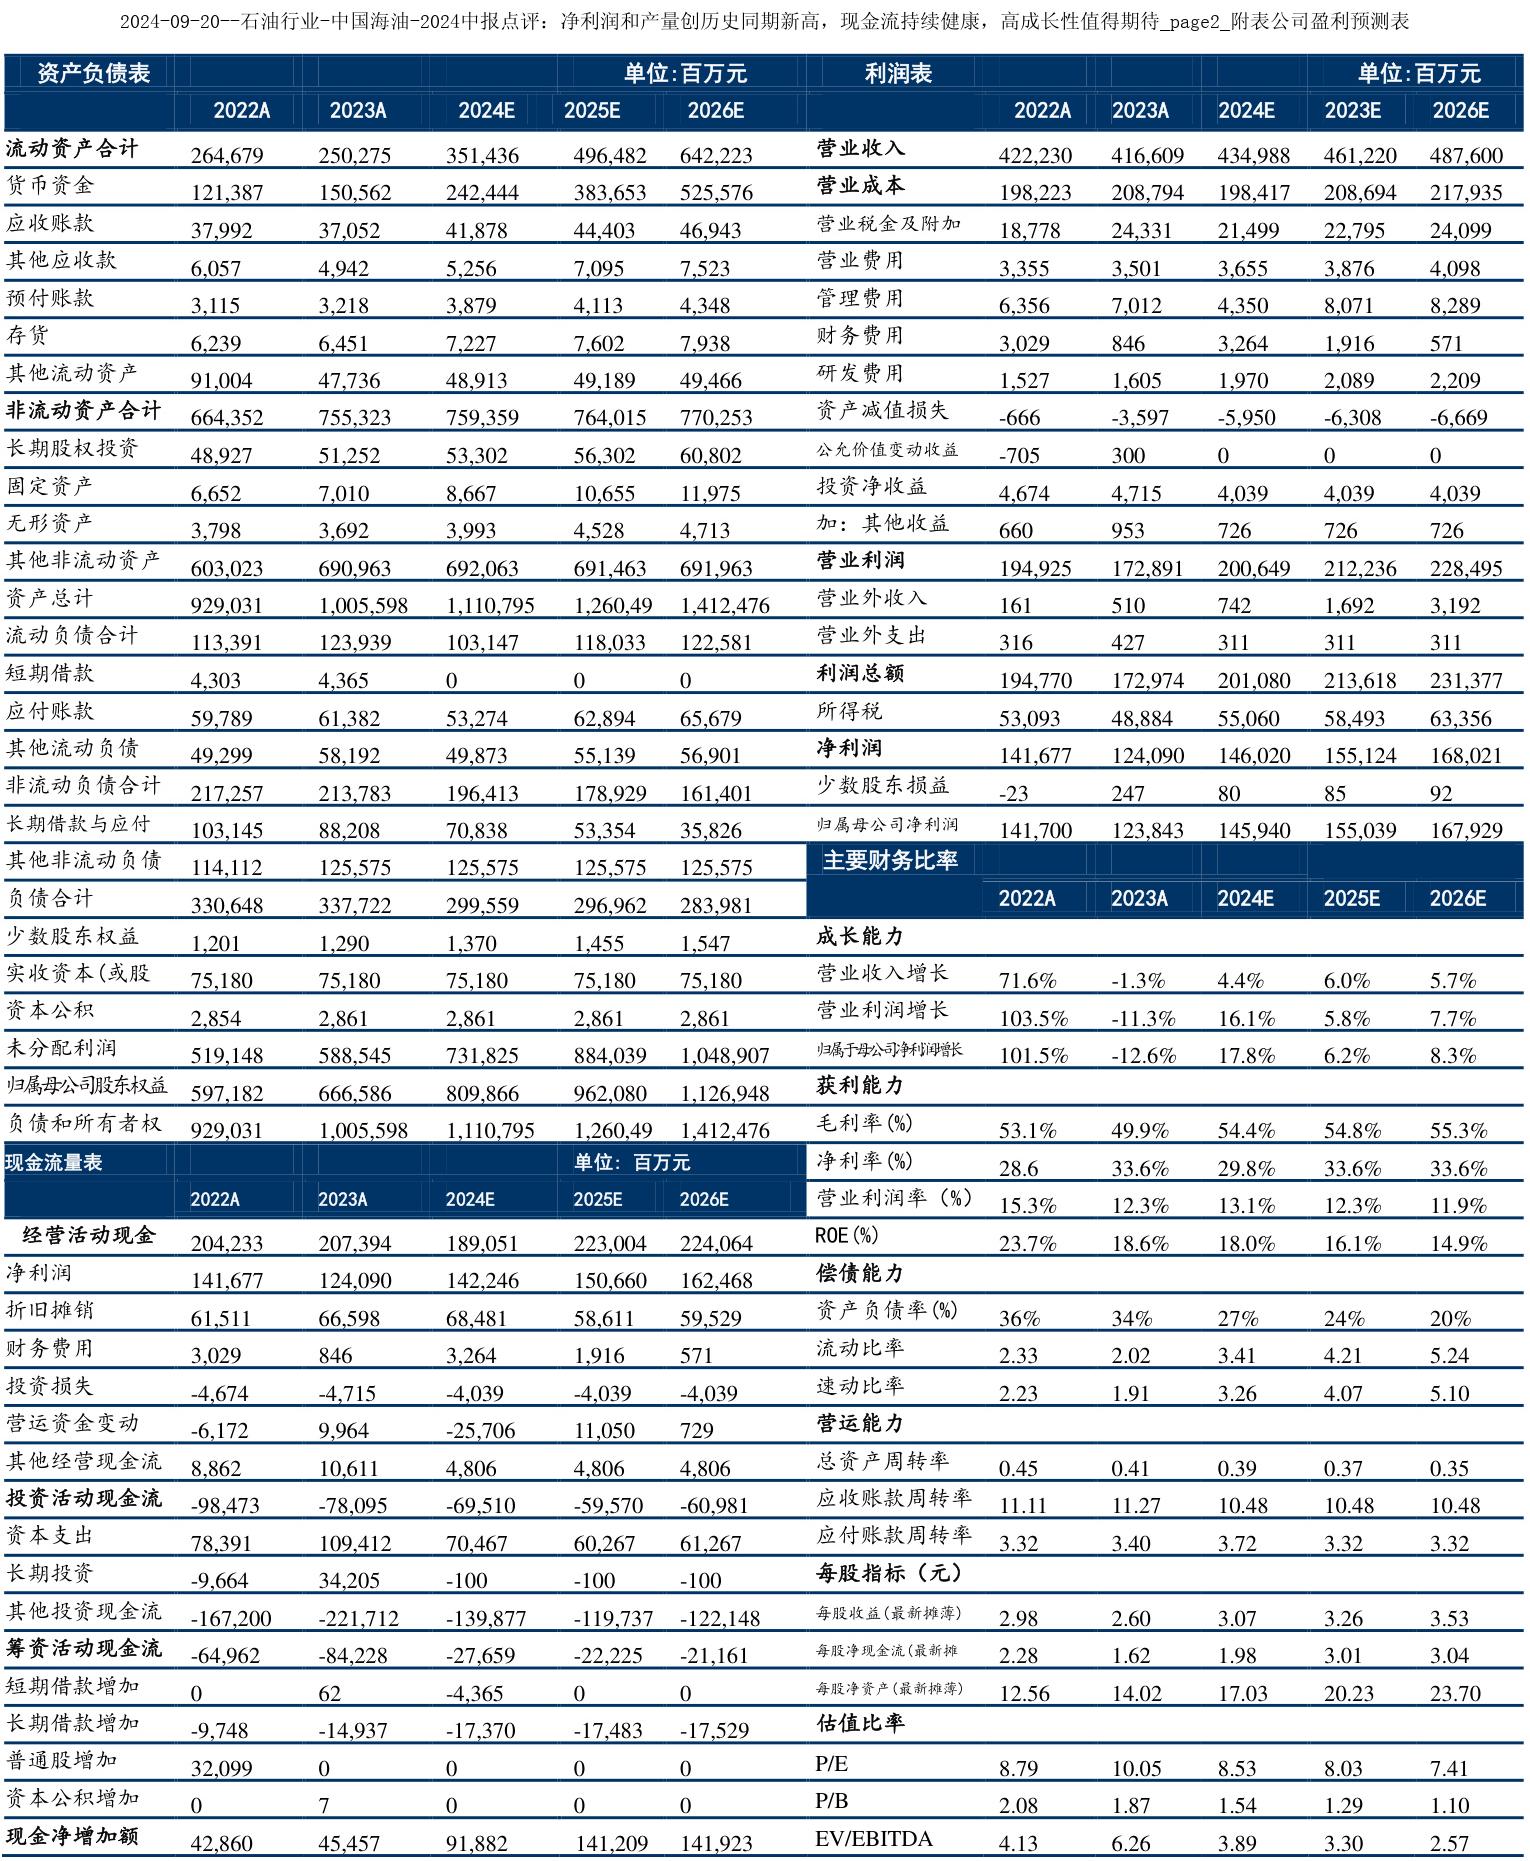 2024-09-20--石油行业-中国海油-2024中报点评：净利润和产量创历史同期新高，现金流持续健康，高成长性值得期待_page2_附表公司盈利预测表
资产负债表 单位:百万元 利润表 单位:百万元
2022A 2023A 2024E 2025E 2026E 2022A 2023A 2024E 2023E 2026E
流动资产合计 264,679 250,275 351,436 496,482 642,223 营业收入 422,230 416,609 434,988 461,220 487,600
货币资金 121,387 150,562 242,444 383,653 525,576 营业成本 198,223 208,794 198,417 208,694 217,935
应收账款 37,992 37,052 41,878 44,403 46,943 营业税金及附加 18,778 24,331 21,499 22,795 24,099
其他应收款 6,057 4,942 5,256 7,095 7,523 营业费用 3,355 3,501 3,655 3,876 4,098
预付账款 3,115 3,218 3,879 4,113 4,348 管理费用 6,356 7,012 4,350 8,071 8,289
存货 6,239 6,451 7,227 7,602 7,938 财务费用 3,029 846 3,264 1,916 571
其他流动资产 91,004 47,736 48,913 49,189 49,466 研发费用 1,527 1,605 1,970 2,089 2,209
非流动资产合计 664,352 755,323 759,359 764,015 770,253 资产减值损失 -666 -3,597 -5,950 -6,308 -6,669
长期股权投资 48,927 51,252 53,302 56,302 60,802 公允价值变动收益 -705 300 0 0 0
固定资产 6,652 7,010 8,667 10,655 11,975 投资净收益 4,674 4,715 4,039 4,039 4,039
无形资产 3,798 3,692 3,993 4,528 4,713 加：其他收益 660 953 726 726 726
其他非流动资产 603,023 690,963 692,063 691,463 691,963 营业利润 194,925 172,891 200,649 212,236 228,495
资产总计 929,031 1,005,598 1,110,795 1,260,49 1,412,476 营业外收入 161 510 742 1,692 3,192
流动负债合计 113,391 123,939 103,147 118,033 122,581 营业外支出 316 427 311 311 311
短期借款 4,303 4,365 0 0 0 利润总额 194,770 172,974 201,080 213,618 231,377
应付账款 59,789 61,382 53,274 62,894 65,679 所得税 53,093 48,884 55,060 58,493 63,356
其他流动负债 49,299 58,192 49,873 55,139 56,901 净利润 141,677 124,090 146,020 155,124 168,021
非流动负债合计 217,257 213,783 196,413 178,929 161,401 少数股东损益 -23 247 80 85 92
长期借款与应付 103,145 88,208 70,838 53,354 35,826 归属母公司净利润 141,700 123,843 145,940 155,039 167,929
其他非流动负债 114,112 125,575 125,575 125,575 125,575 主要财务比率
负债合计 330,648 337,722 299,559 296,962 283,981 2022A 2023A 2024E 2025E 2026E
少数股东权益 1,201 1,290 1,370 1,455 1,547 成长能力
实收资本(或股 75,180 75,180 75,180 75,180 75,180 营业收入增长 71.6% -1.3% 4.4% 6.0% 5.7%
资本公积 2,854 2,861 2,861 2,861 2,861 营业利润增长 103.5% -11.3% 16.1% 5.8% 7.7%
未分配利润 519,148 588,545 731,825 884,039 1,048,907 归属于母公司净利润增长 101.5% -12.6% 17.8% 6.2% 8.3%
归属母公司股东权益 597,182 666,586 809,866 962,080 1,126,948 获利能力
负债和所有者权 929,031 1,005,598 1,110,795 1,260,49 1,412,476 毛利率(%) 53.1% 49.9% 54.4% 54.8% 55.3%
现金流量表 单位: 百万元 净利率(%) 28.6 33.6% 29.8% 33.6% 33.6%
2022A 2023A 2024E 2025E 2026E 营业利润率（%) 15.3% 12.3% 13.1% 12.3% 11.9%
经营活动现金 204,233 207,394 189,051 223,004 224,064 ROE(%) 23.7% 18.6% 18.0% 16.1% 14.9%
净利润 141,677 124,090 142,246 150,660 162,468 偿债能力
折旧摊销 61,511 66,598 68,481 58,611 59,529 资产负债率(%) 36% 34% 27% 24% 20%
财务费用 3,029 846 3,264 1,916 571 流动比率 2.33 2.02 3.41 4.21 5.24
投资损失 -4,674 -4,715 -4,039 -4,039 -4,039 速动比率 2.23 1.91 3.26 4.07 5.10
营运资金变动 -6,172 9,964 -25,706 11,050 729 营运能力
其他经营现金流 8,862 10,611 4,806 4,806 4,806 总资产周转率 0.45 0.41 0.39 0.37 0.35
投资活动现金流 -98,473 -78,095 -69,510 -59,570 -60,981 应收账款周转率 11.11 11.27 10.48 10.48 10.48
资本支出 78,391 109,412 70,467 60,267 61,267 应付账款周转率 3.32 3.40 3.72 3.32 3.32
长期投资 -9,664 34,205 -100 -100 -100 每股指标（元）
其他投资现金流 -167,200 -221,712 -139,877 -119,737 -122,148 每股收益(最新摊薄) 2.98 2.60 3.07 3.26 3.53
筹资活动现金流 -64,962 -84,228 -27,659 -22,225 -21,161 每股净现金流(最新摊 2.28 1.62 1.98 3.01 3.04
短期借款增加 0 62 -4,365 0 0 每股净资产(最新摊薄) 12.56 14.02 17.03 20.23 23.70
长期借款增加 -9,748 -14,937 -17,370 -17,483 -17,529 估值比率
普通股增加 32,099 0 0 0 0 P/E 8.79 10.05 8.53 8.03 7.41
资本公积增加 0 7 0 0 0 P/B 2.08 1.87 1.54 1.29 1.10
现金净增加额 42,860 45,457 91,882 141,209 141,923 EV/EBITDA 4.13 6.26 3.89 3.30 2.57